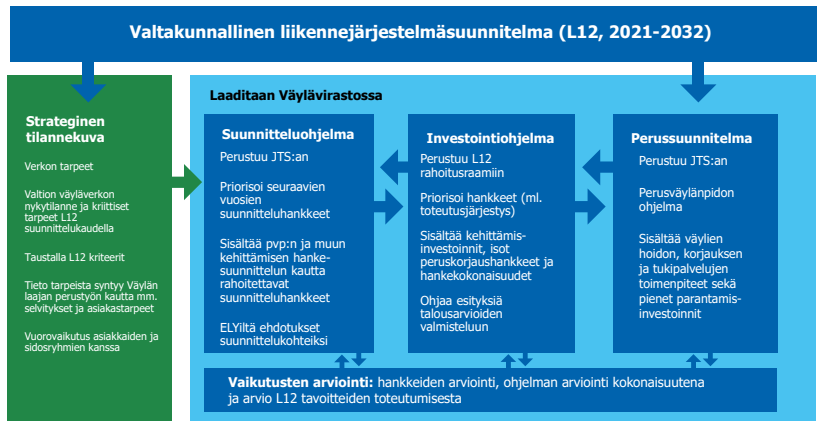 Valtakunnallinen liikennejärjestelmäsuunnitelma (L12, 2021-2032)
Strateginen
tilannekuva
Verkon tarpeet
Valtion väyläverkon
nykytilanne ja kriittiset
tarpeet L12
suunnittelukaudella
Taustalla L12 kriteerit
Tieto tarpeista syntyy Väylän
laajan perustyön kautta mm.
selvitykset ja asiakastarpeet
Vuorovaikutus asiakkaiden ja
sidosryhmien kanssa
Laaditaan Väylävirastossa
Suunnitteluohjelma
Perustuu JTS:an
Priorisoi seuraavien
vuosien
suunnitteluhankkeet
Sisältää pvp:n ja muun
kehittämisen hanke-
suunnittelun kautta
rahoitettavat
suunnitteluhankkeet
ELYiltä ehdotukset
suunnittelukohteiksi
Investointiohjelma
Perustuu L12
rahoitusraamiin
Priorisoi hankkeet (ml.
toteutusjärjestys)
Sisältää kehittämis-
investoinnit, isot
peruskorjaushankkeet ja
hankekokonaisuudet
Ohjaa esityksiä
talousarvioiden
valmisteluun
Perussuunnitelma
Perustuu JTS:an
Perusväylänpidon
ohjelma
Sisältää väylien
hoidon, korjauksen
ja tukipalvelujen
toimenpiteet sekä
pienet parantamis-
investoinnit
Vaikutusten arviointi: hankkeiden arviointi, ohjelman arviointi kokonaisuutena
ja arvio L12 tavoitteiden toteutumisesta